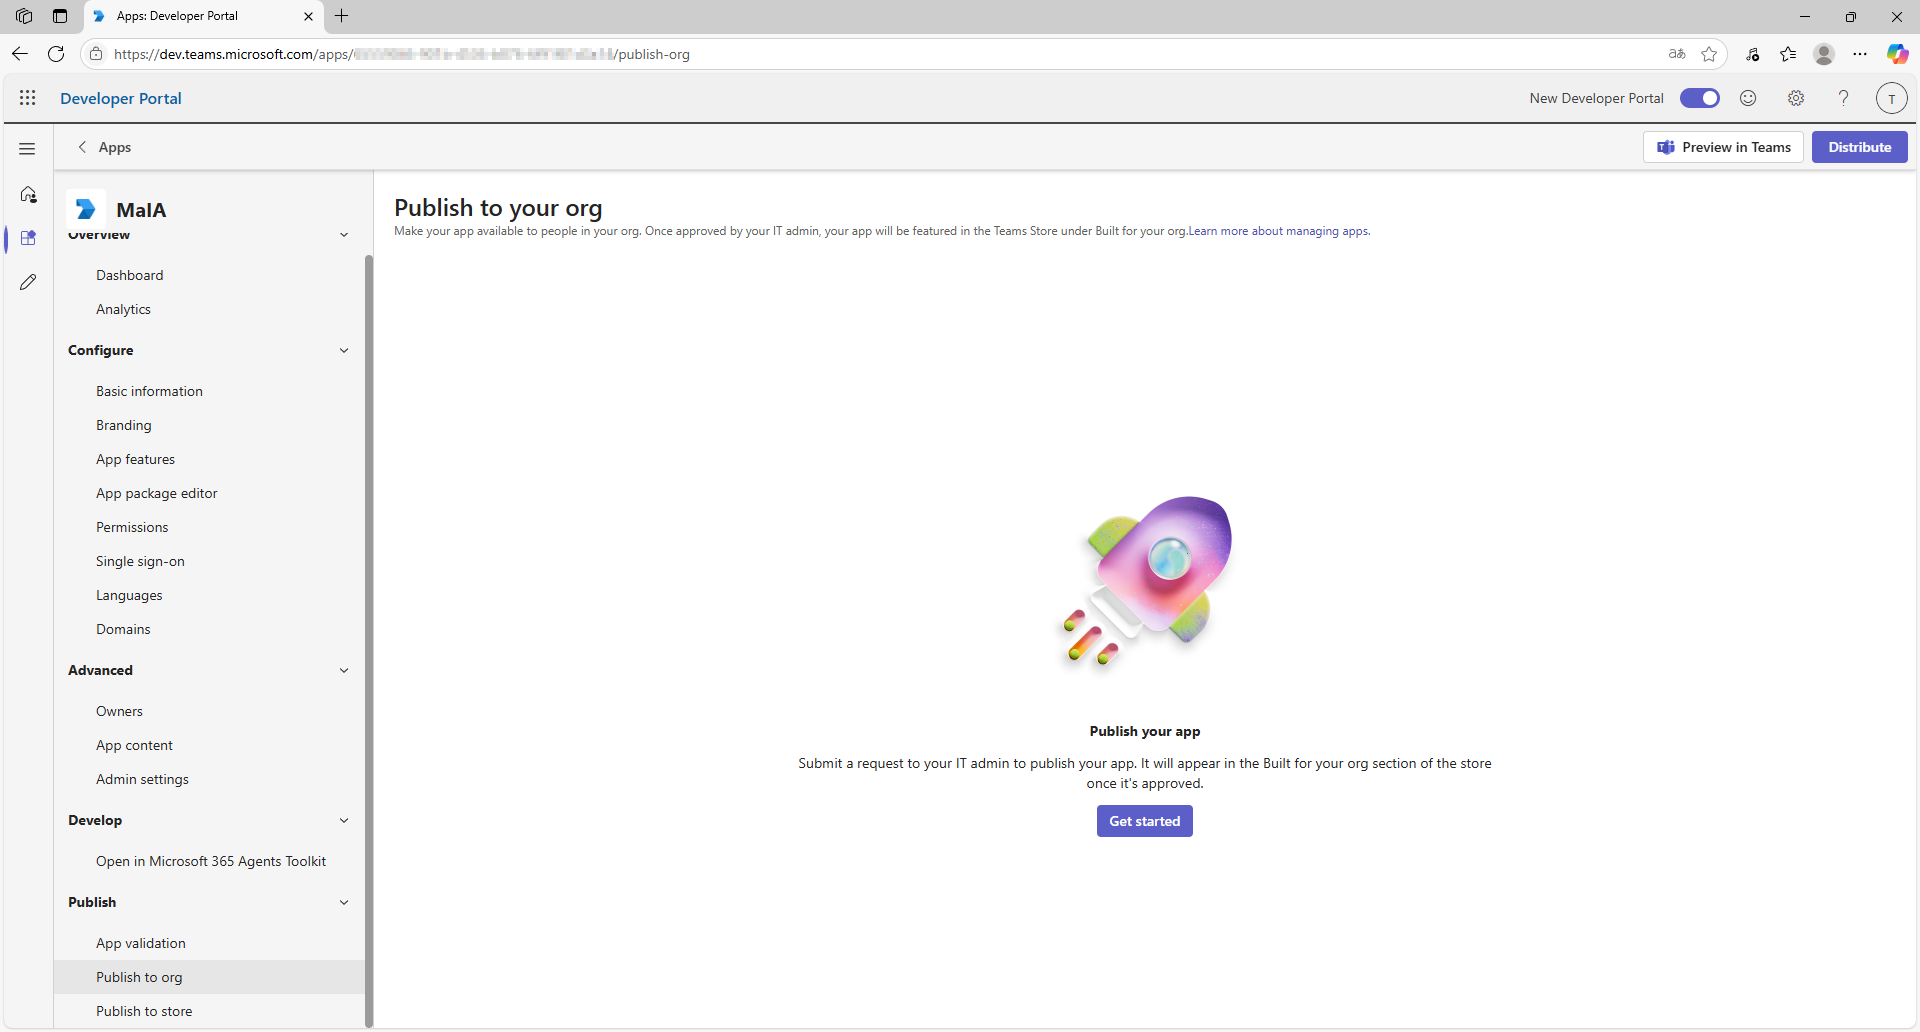 Apps: Developer Portal
https://dev.teams.microsoft.com/apps/ /publish-org
Developer Portal
New Developer Portal
T
Apps
Preview in Teams
Distribute
MaIA
Overview
Dashboard
Analytics
Configure
Basic information
Branding
App features
App package editor
Permissions
Single sign-on
Languages
Domains
Advanced
Owners
App content
Admin settings
Develop
Open in Microsoft 365 Agents Toolkit
Publish
App validation
Publish to org
Publish to store
Publish to your org
Make your app available to people in your org. Once approved by your IT admin, your app will be featured in the Teams Store under Built for your org.Learn more about managing apps.
Publish your app
Submit a request to your IT admin to publish your app. It will appear in the Built for your org section of the store
once it's approved.
Get started